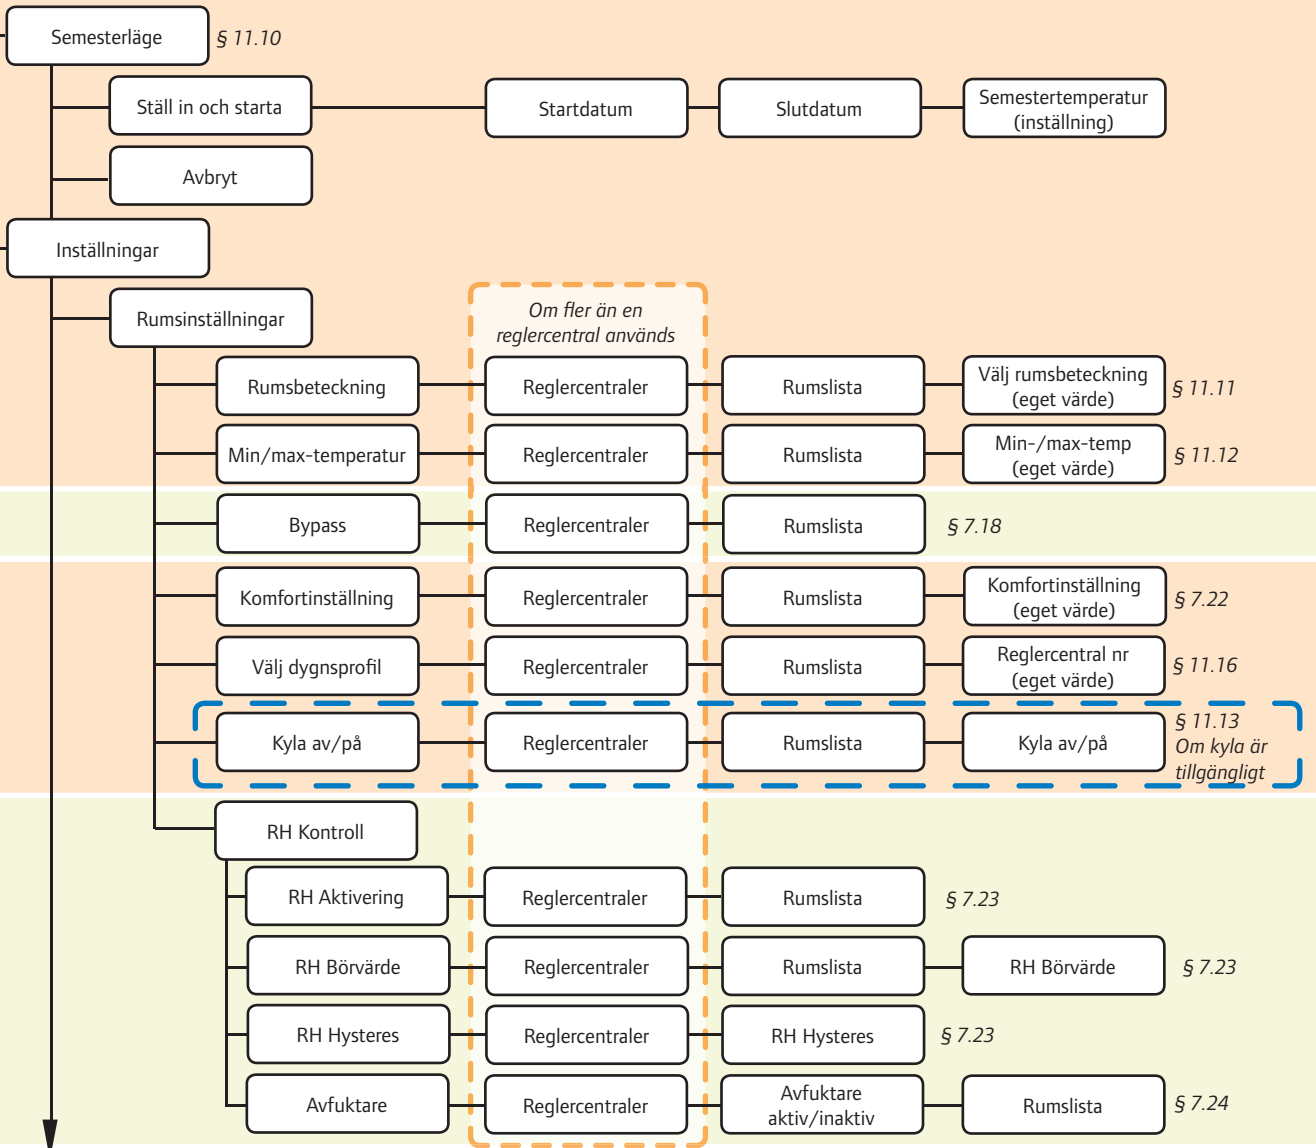 Semesterläge
§ 11.10
Ställ in och starta
Startdatum
Slutdatum
Semestertemperatur
(inställning)
Avbryt
Inställningar
Rumsinställningar
Om fler än en
reglercentral används
Rumsbeteckning
Reglercentraler
Rumslista
Välj rumsbeteckning
(eget värde)
§ 11.11
Min/max-temperatur
Reglercentraler
Rumslista
Min-/max-temp
(eget värde)
§ 11.12
Bypass
Reglercentraler
Rumslista
§ 7.18
Komfortinställning
Reglercentraler
Rumslista
Komfortinställning
(eget värde)
§ 7.22
Välj dygnsprofil
Reglercentraler
Rumslista
Reglercentral nr
(eget värde)
§ 11.16
Kyla av/på
Reglercentraler
Rumslista
Kyla av/på
§ 11.13
Om kyla är
tillgängligt
RH Kontroll
RH Aktivering
Reglercentraler
Rumslista
§ 7.23
RH Börvärde
Reglercentraler
Rumslista
RH Börvärde
§ 7.23
RH Hysteres
Reglercentraler
RH Hysteres
§ 7.23
Avfuktare
Reglercentraler
Avfuktare
aktiv/inaktiv
Rumslista
§ 7.24